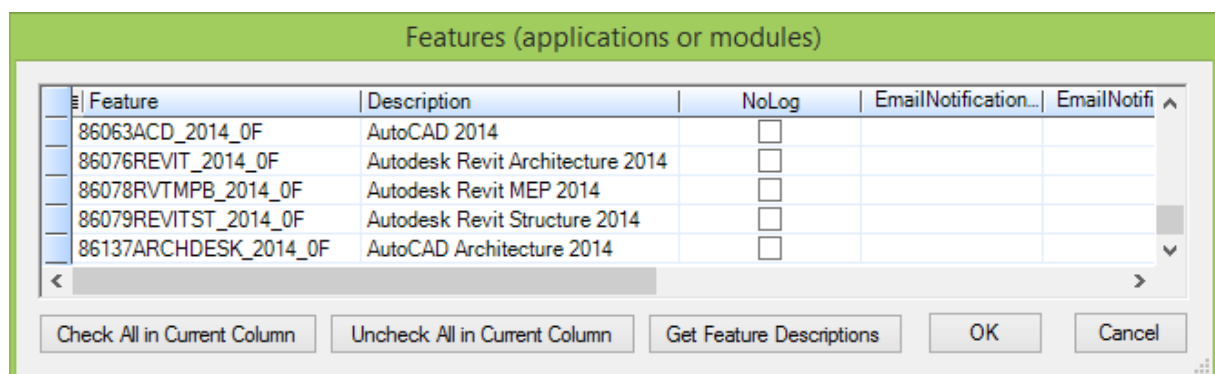 Features (applications or modules)
Feature Description NoLog EmailNotification... EmailNotifi
86063ACD_2014_0F AutoCAD 2014
86076REVIT_2014_0F Autodesk Revit Architecture 2014
86078RVTMPB_2014_0F Autodesk Revit MEP 2014
86079REVITST_2014_0F Autodesk Revit Structure 2014
86137ARCHDESK_2014_0F AutoCAD Architecture 2014
Check All in Current Column Uncheck All in Current Column Get Feature Descriptions OK Cancel